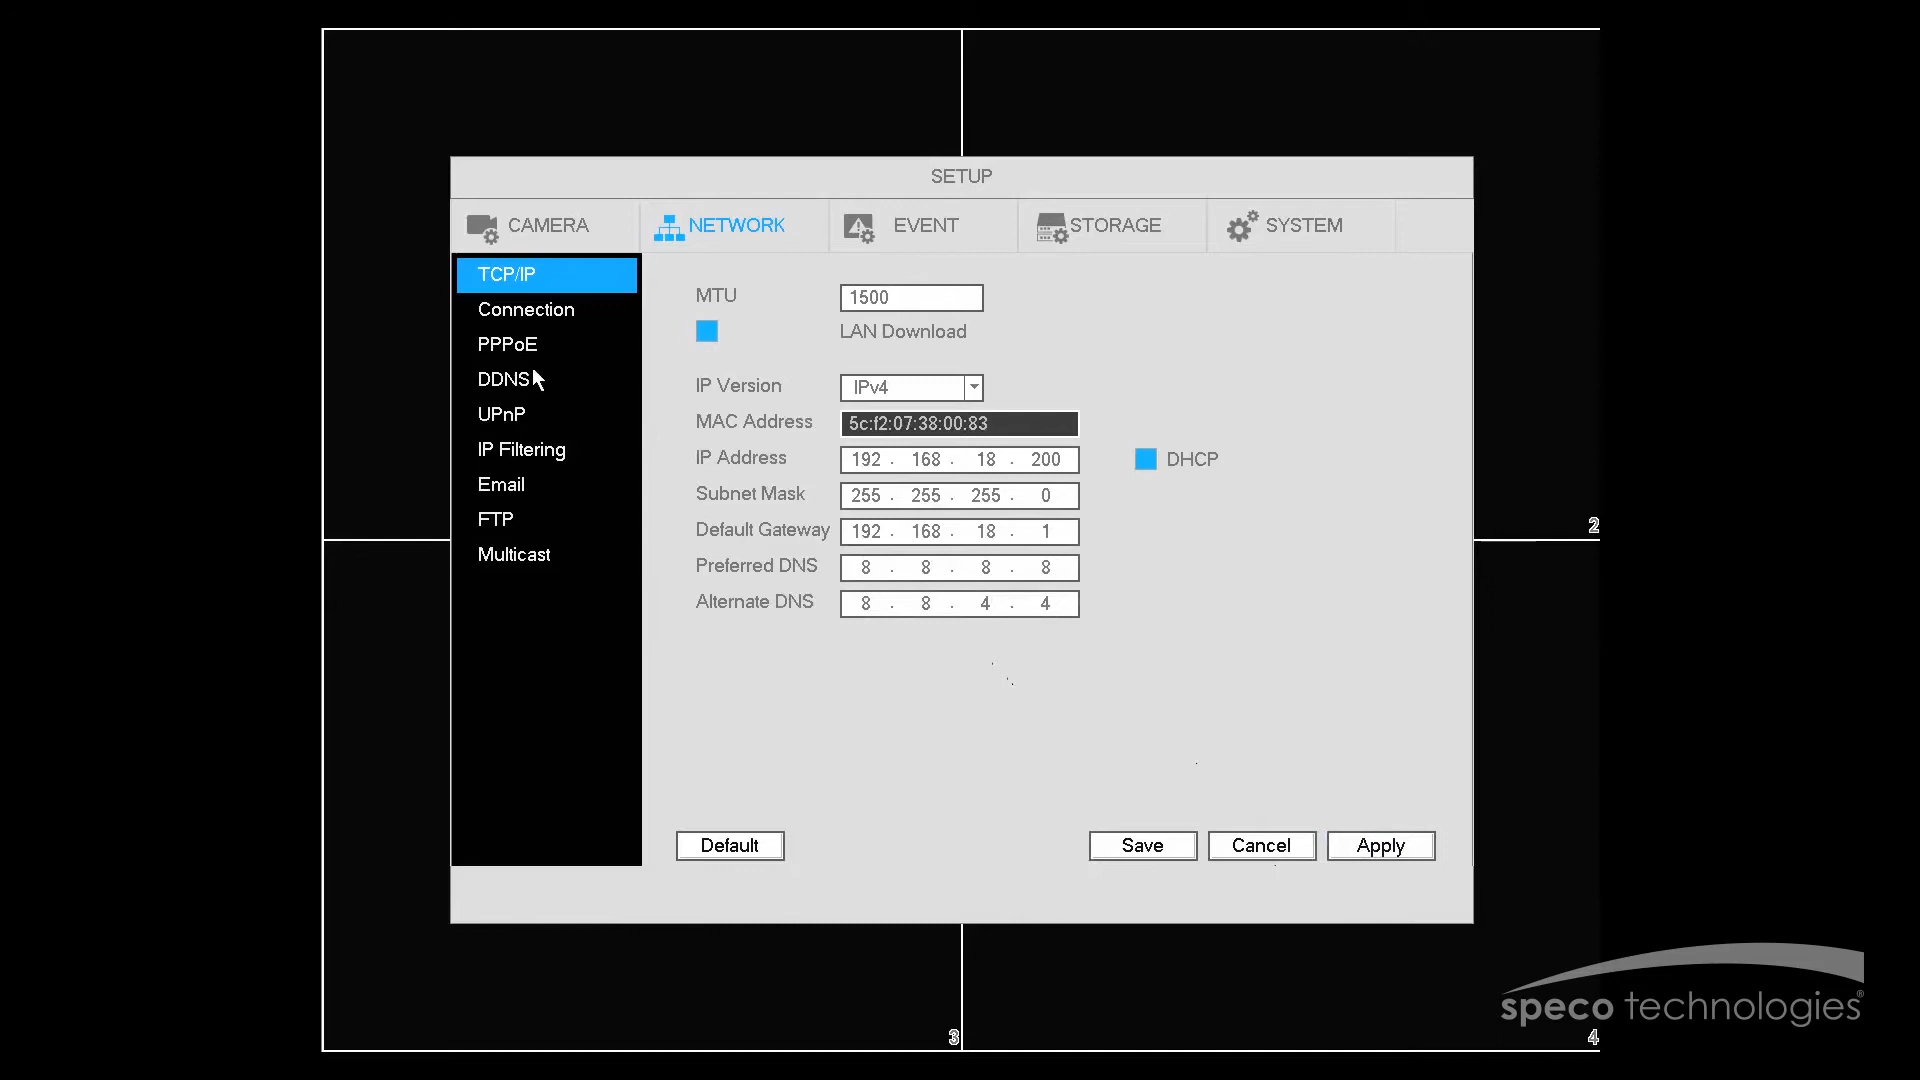 SETUP
CAMERA NETWORK EVENT STORAGE SYSTEM
TCP/IP
Connection
PPPoE
DDNS
UPnP
IP Filtering
Email
FTP
Multicast
MTU 1500
LAN Download
IP Version IPv4
MAC Address 5c:f2:07:38:00:83
IP Address 192 . 168 . 18 . 200 DHCP
Subnet Mask 255 . 255 . 255 . 0
Default Gateway 192 . 168 . 18 . 1
Preferred DNS 8 . 8 . 8 . 8
Alternate DNS 8 . 8 . 4 . 4
Default Save Cancel Apply
2
3
4
speco technologies®